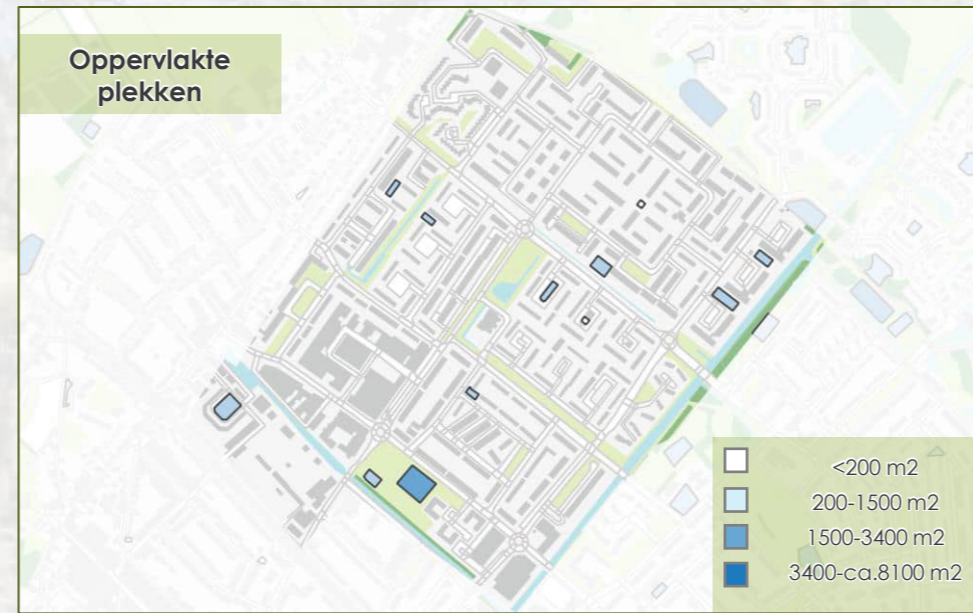 Oppervlakte
plekken
<200 m2
200-1500 m2
1500-3400 m2
3400-ca.8100 m2